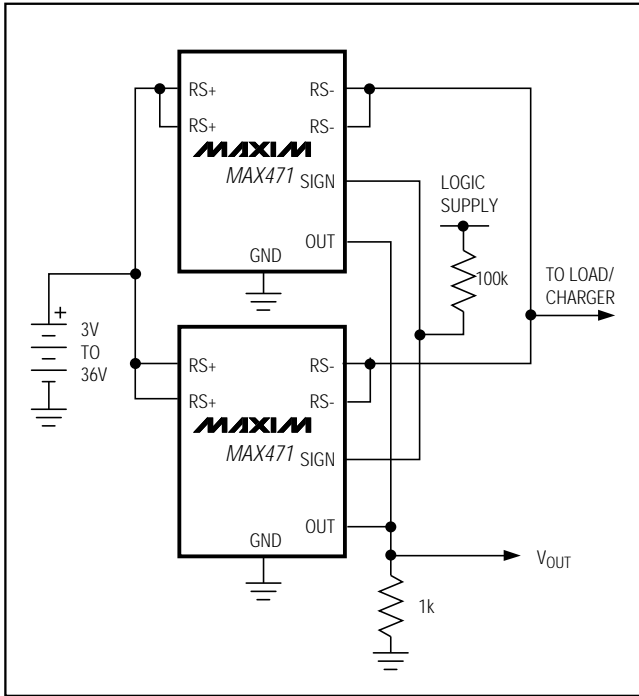 RS+
RS-
RS+
RS-
MAXIM
MAX471
SIGN
OUT
GND
LOGIC
SUPPLY
100k
TO LOAD/
CHARGER
+
3V
TO
36V
RS+
RS-
RS+
RS-
MAXIM
MAX471
SIGN
OUT
GND
VOUT
1k